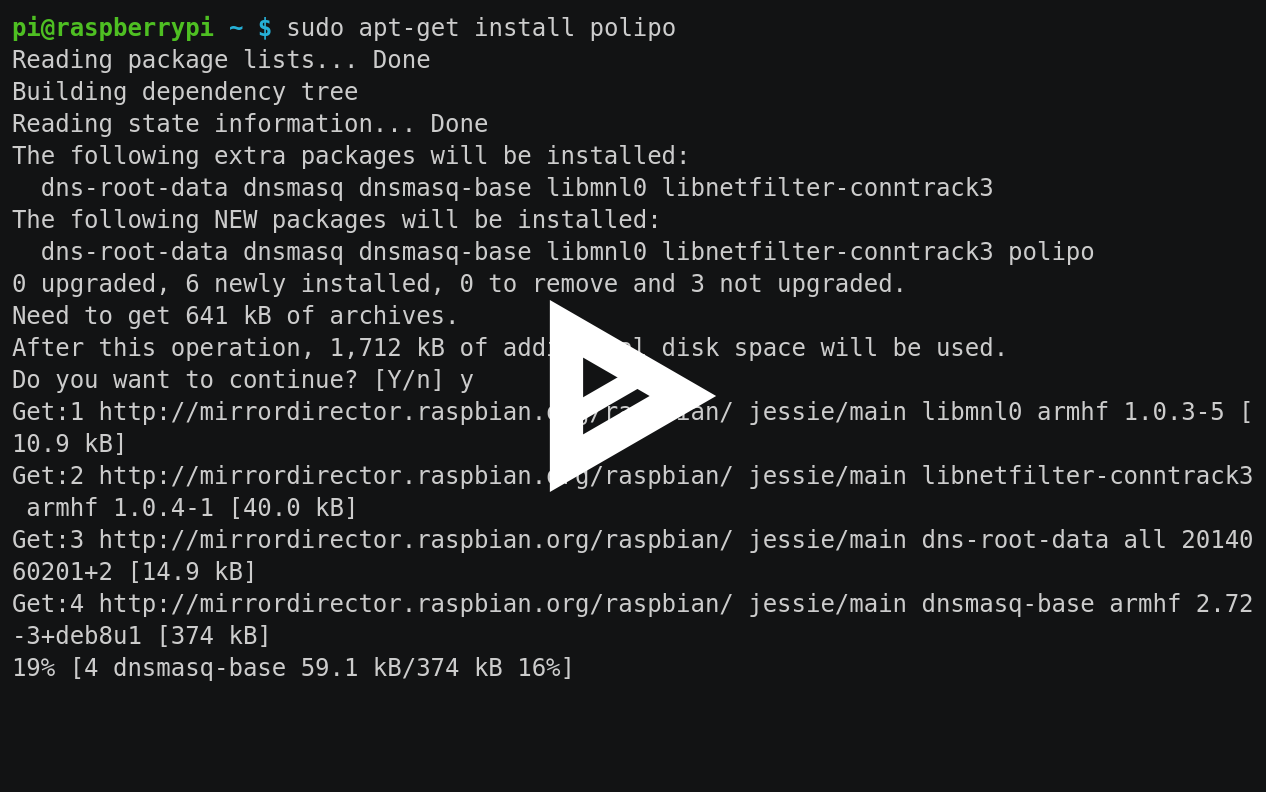 pi@raspberrypi ~ $ sudo apt-get install polipo
Reading package lists... Done
Building dependency tree
Reading state information... Done
The following extra packages will be installed:
  dns-root-data dnsmasq dnsmasq-base libmnl0 libnetfilter-conntrack3
The following NEW packages will be installed:
  dns-root-data dnsmasq dnsmasq-base libmnl0 libnetfilter-conntrack3 polipo
0 upgraded, 6 newly installed, 0 to remove and 3 not upgraded.
Need to get 641 kB of archives.
After this operation, 1,712 kB of additional disk space will be used.
Do you want to continue? [Y/n] y
Get:1 http://mirrordirector.raspbian.org/raspbian/ jessie/main libmnl0 armhf 1.0.3-5 [
10.9 kB]
Get:2 http://mirrordirector.raspbian.org/raspbian/ jessie/main libnetfilter-conntrack3
 armhf 1.0.4-1 [40.0 kB]
Get:3 http://mirrordirector.raspbian.org/raspbian/ jessie/main dns-root-data all 20140
60201+2 [14.9 kB]
Get:4 http://mirrordirector.raspbian.org/raspbian/ jessie/main dnsmasq-base armhf 2.72
-3+deb8u1 [374 kB]
19% [4 dnsmasq-base 59.1 kB/374 kB 16%]